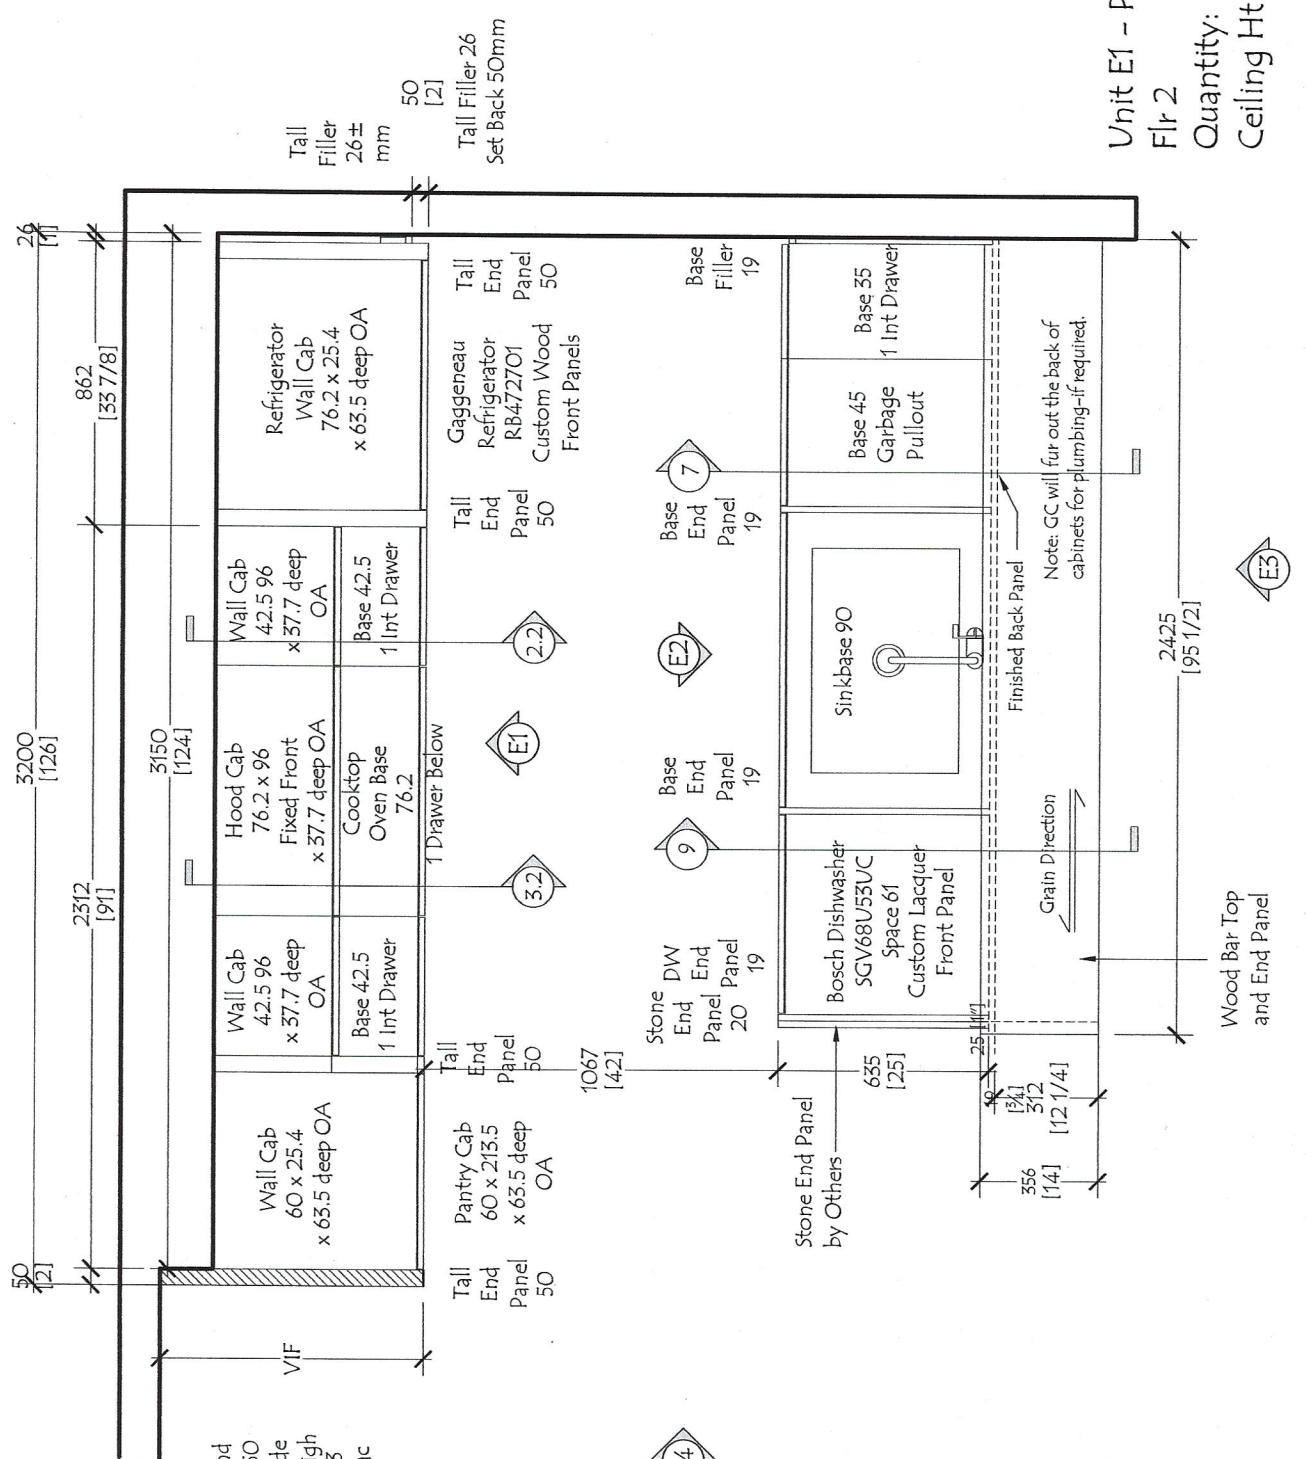 3200
[126]
50
[2]
26
[1]
2312
[91]
862
[33 7/8]
3150
[124]
VIF
Wall Cab
60 x 25.4
x 63.5 deep OA
Wall Cab
42.5 96
x 37.7 deep
OA
Hood Cab
76.2 x 96
Fixed Front
x 37.7 deep OA
Wall Cab
42.5 96
x 37.7 deep
OA
Refrigerator
Wall Cab
76.2 x 25.4
x 63.5 deep OA
Base 42.5
1 Int Drawer
Cooktop
Oven Base
76.2
1 Drawer Below
Base 42.5
1 Int Drawer
Tall
Filler
26±
mm
50
[2]
Tall Filler 26
Set Back 50mm
Tall
End
Panel
50
Pantry Cab
60 x 213.5
x 63.5 deep
OA
Tall
End
Panel
50
3.2
E1
2.2
Tall
End
Panel
50
Gaggeneau
Refrigerator
RB472701
Custom Wood
Front Panels
Tall
End
Panel
50
1067
[42]
4
Stone
End
Panel
20
DW
End
Panel
19
9
Base
End
Panel
19
E2
Base
End
Panel
19
7
Base
Filler
19
Stone End Panel
by Others
635
[25]
Bosch Dishwasher
SGV68U53UC
Space 61
Custom Lacquer
Front Panel
Sinkbase 90
Base 45
Garbage
Pullout
Base 35
1 Int Drawer
25 [1"]
[3/4]
312
[12 1/4]
356
[14]
Grain Direction
Finished Back Panel
Note: GC will fur out the back of
cabinets for plumbing-if required.
2425
[95 1/2]
Wood Bar Top
and End Panel
E3
Unit E1 -
Flr 2
Quantity:
Ceiling Ht